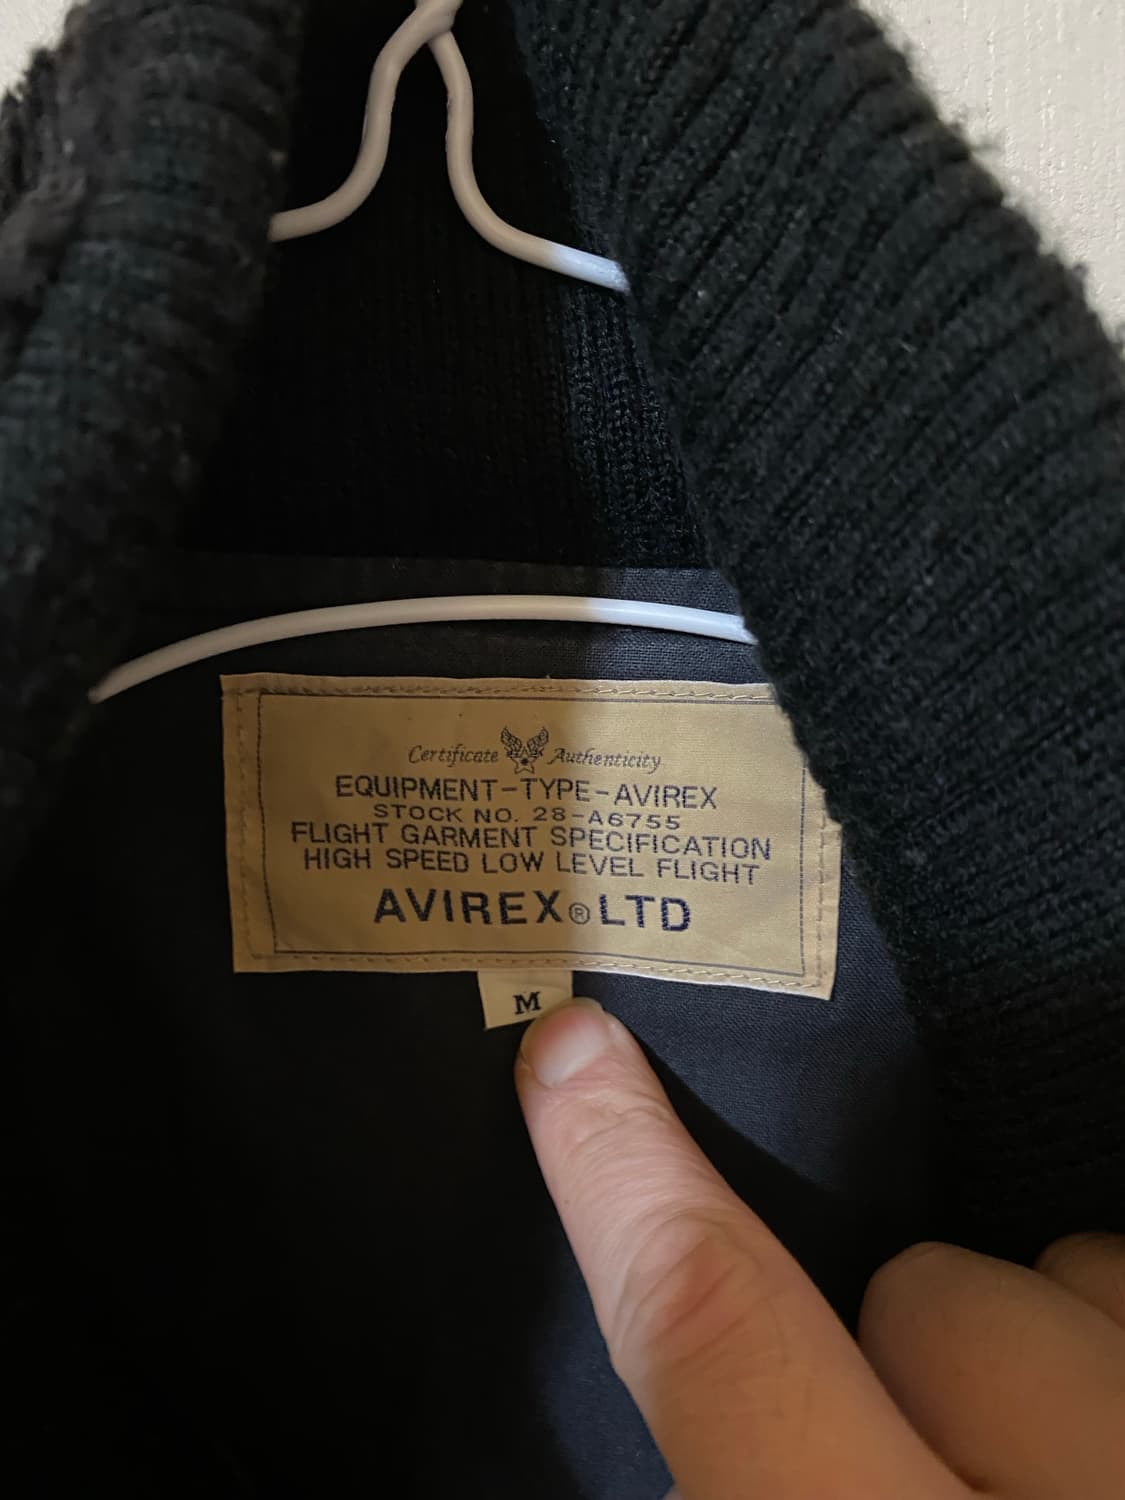 Certificate Authenticity
EQUIPMENT-TYPE-AVIREX
STOCK NO. 28-A6755
FLIGHT GARMENT SPECIFICATION
HIGH SPEED LOW LEVEL FLIGHT
AVIREX® LTD
M